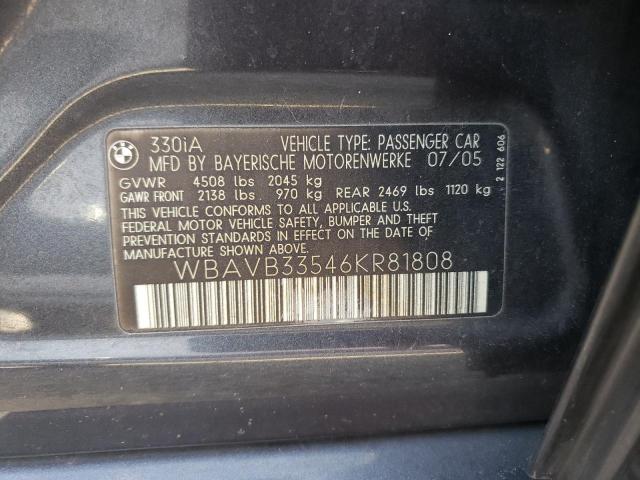 BMW
330iA VEHICLE TYPE: PASSENGER CAR
MFD BY BAYERISCHE MOTORENWERKE 07/05
GVWR 4508 lbs 2045 kg
GAWR FRONT 2138 lbs 970 kg REAR 2469 lbs 1120 kg
THIS VEHICLE CONFORMS TO ALL APPLICABLE U.S.
FEDERAL MOTOR VEHICLE SAFETY, BUMPER AND THEFT
PREVENTION STANDARDS IN EFFECT ON THE DATE OF
MANUFACTURE SHOWN ABOVE.
WBAVB33546KR81808
2 122 606